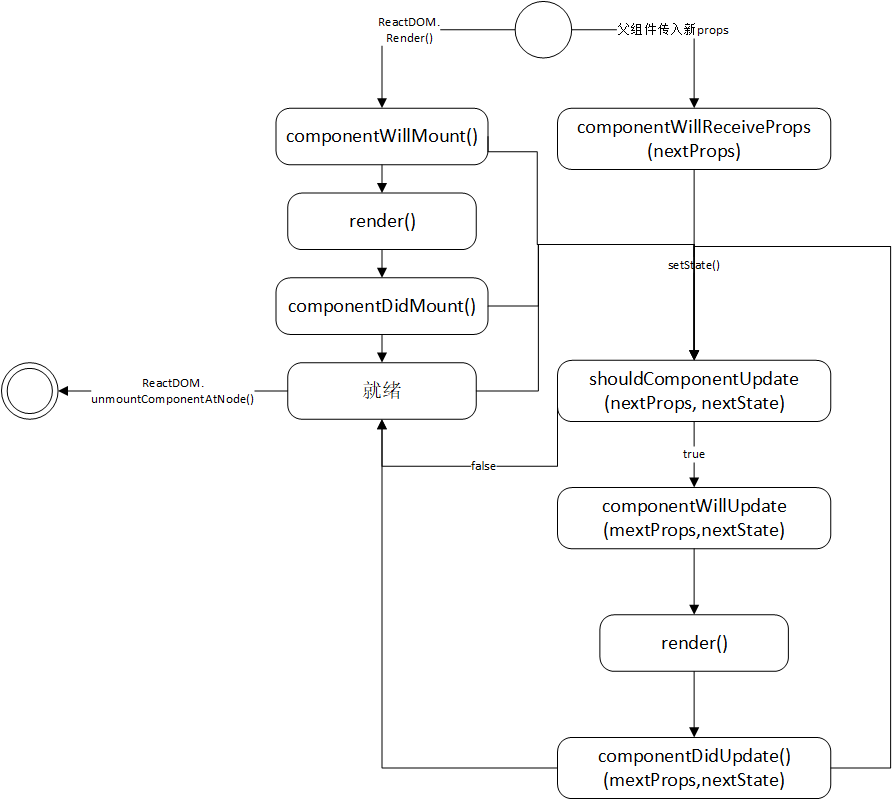 ReactDOM.
Render()
父组件传入新props
componentWillMount()
componentWillReceiveProps
(nextProps)
render()
setState()
componentDidMount()
ReactDOM.
unmountComponentAtNode()
就绪
shouldComponentUpdate
(nextProps, nextState)
false
true
componentWillUpdate
(mextProps,nextState)
render()
componentDidUpdate()
(mextProps,nextState)